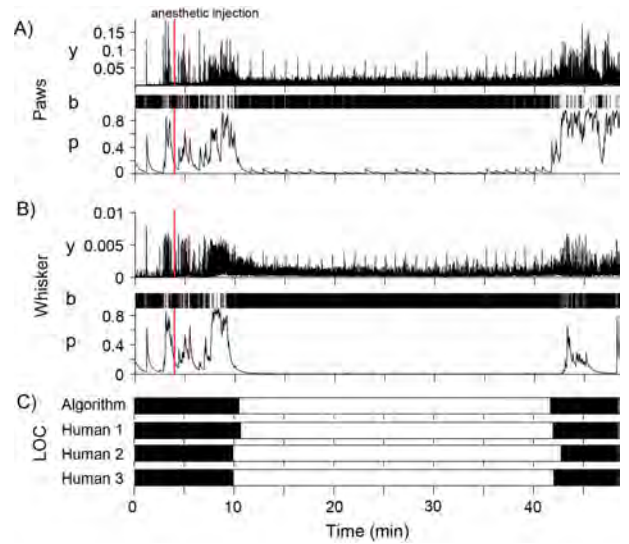 anesthetic injection
A)
Paws
y
0.15
0.10
0.05
b
p
0.8
0.4
0
B)
Whisker
y
0.01
0.005
0
b
p
0.8
0.4
0
C)
LOC
Algorithm
Human 1
Human 2
Human 3
0 10 20 30 40
Time (min)